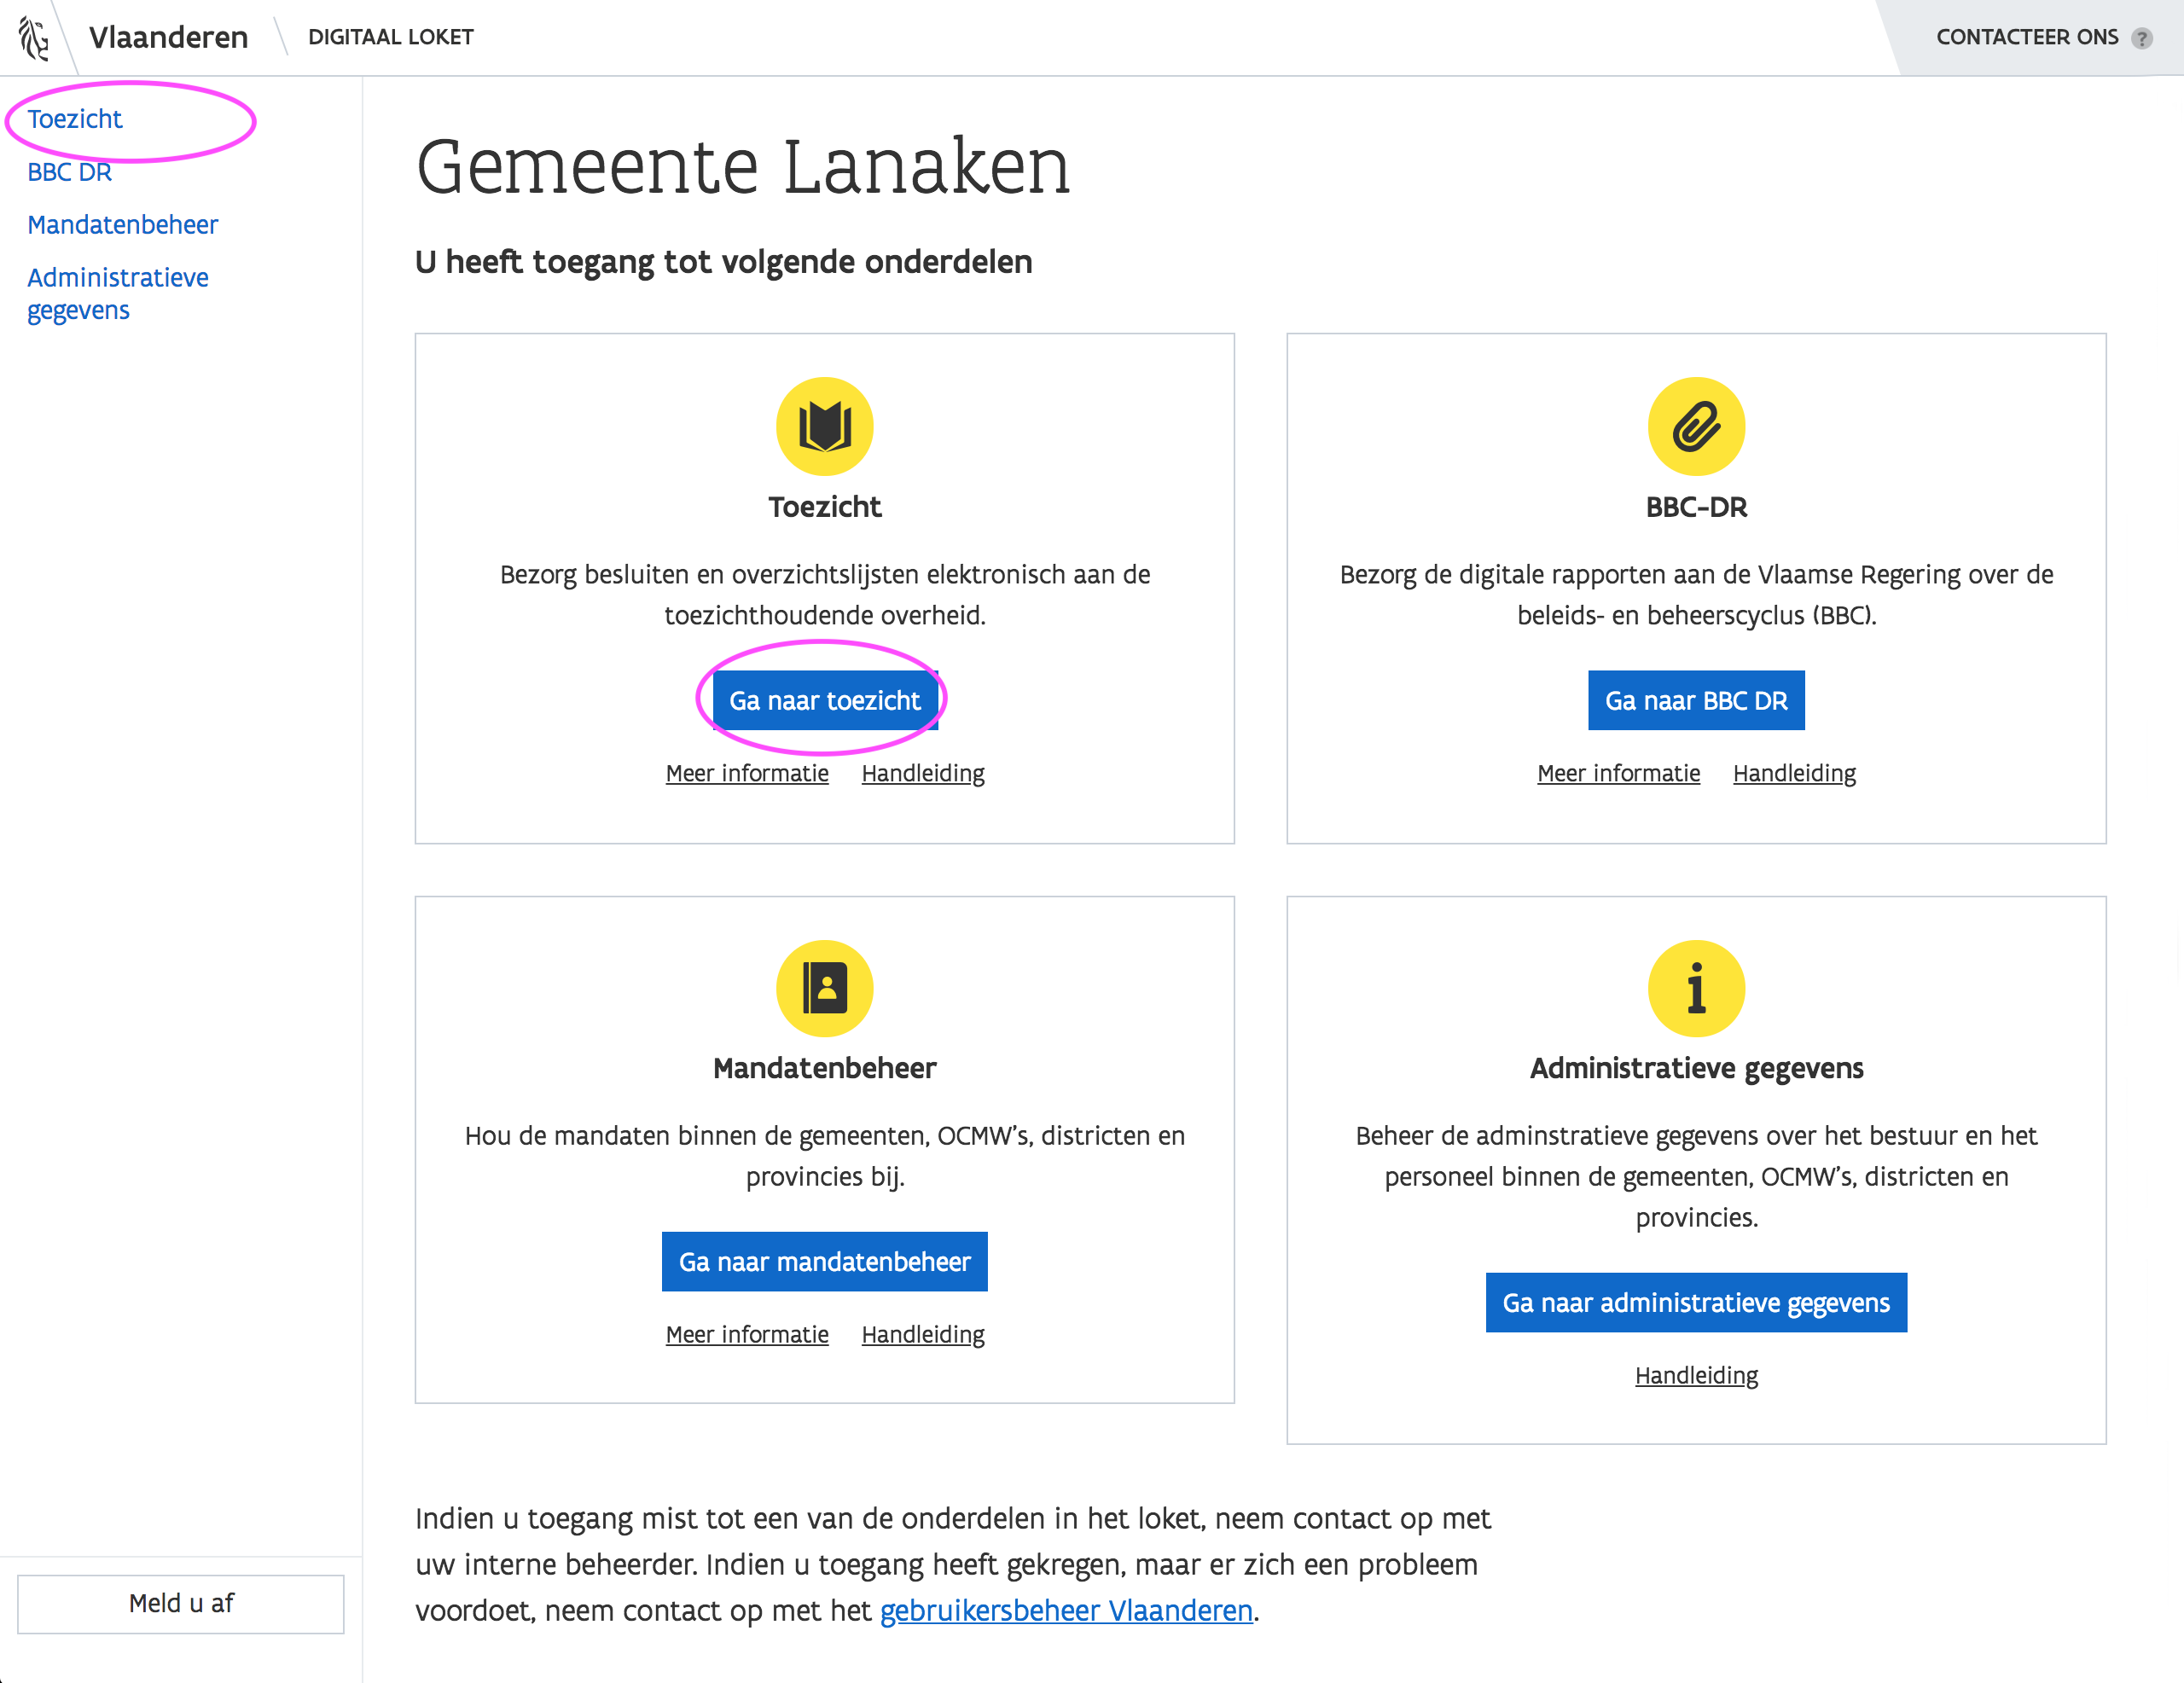 Vlaanderen
DIGITAAL LOKET
CONTACTEER ONS ?
Toezicht
BBC DR
Mandatenbeheer
Administratieve
gegevens
Meld u af
Gemeente Lanaken
U heeft toegang tot volgende onderdelen
Toezicht
Bezorg besluiten en overzichtslijsten elektronisch aan de
toezichthoudende overheid.
Ga naar toezicht
Meer informatie Handleiding
BBC-DR
Bezorg de digitale rapporten aan de Vlaamse Regering over de
beleids- en beheerscyclus (BBC).
Ga naar BBC DR
Meer informatie Handleiding
Mandatenbeheer
Hou de mandaten binnen de gemeenten, OCMW's, districten en
provincies bij.
Ga naar mandatenbeheer
Meer informatie Handleiding
Administratieve gegevens
Beheer de adminstratieve gegevens over het bestuur en het
personeel binnen de gemeenten, OCMW's, districten en
provincies.
Ga naar administratieve gegevens
Handleiding
Indien u toegang mist tot een van de onderdelen in het loket, neem contact op met
uw interne beheerder. Indien u toegang heeft gekregen, maar er zich een probleem
voordoet, neem contact op met het gebruikersbeheer Vlaanderen.